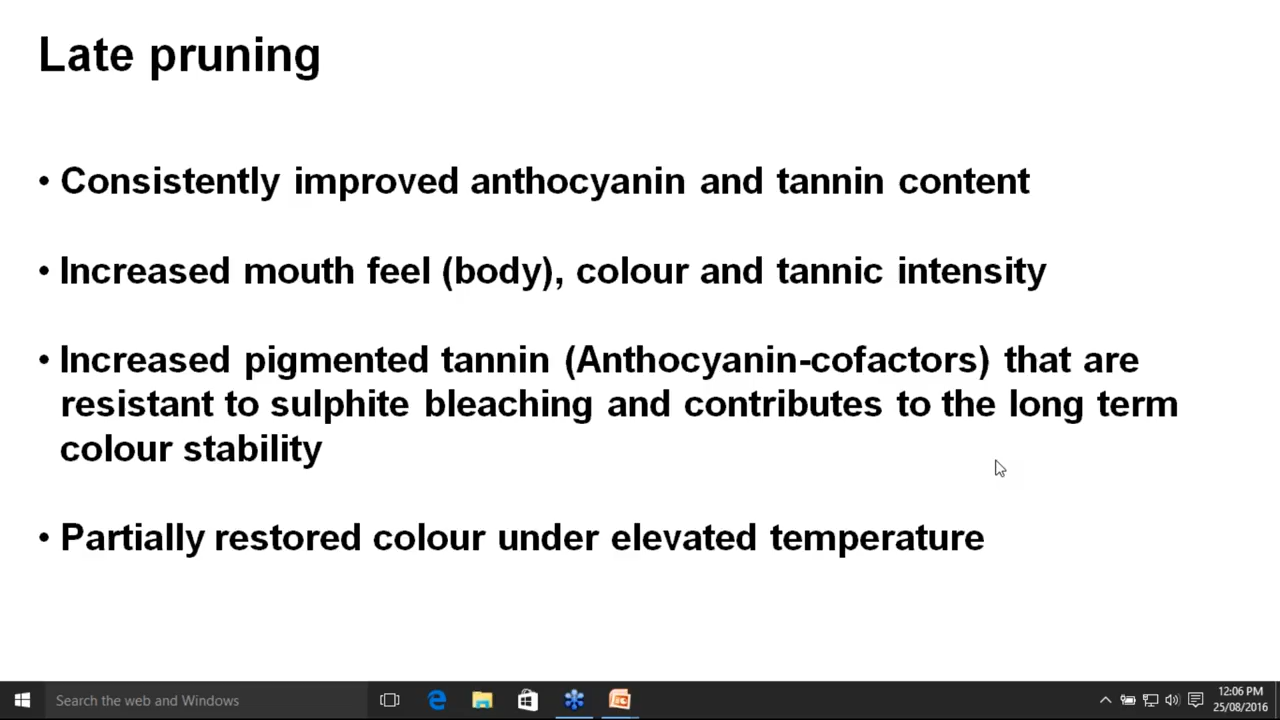 Late pruning
• Consistently improved anthocyanin and tannin content
• Increased mouth feel (body), colour and tannic intensity
• Increased pigmented tannin (Anthocyanin-cofactors) that are
resistant to sulphite bleaching and contributes to the long term
colour stability
• Partially restored colour under elevated temperature
Search the web and Windows
12:06 PM
25/08/2016